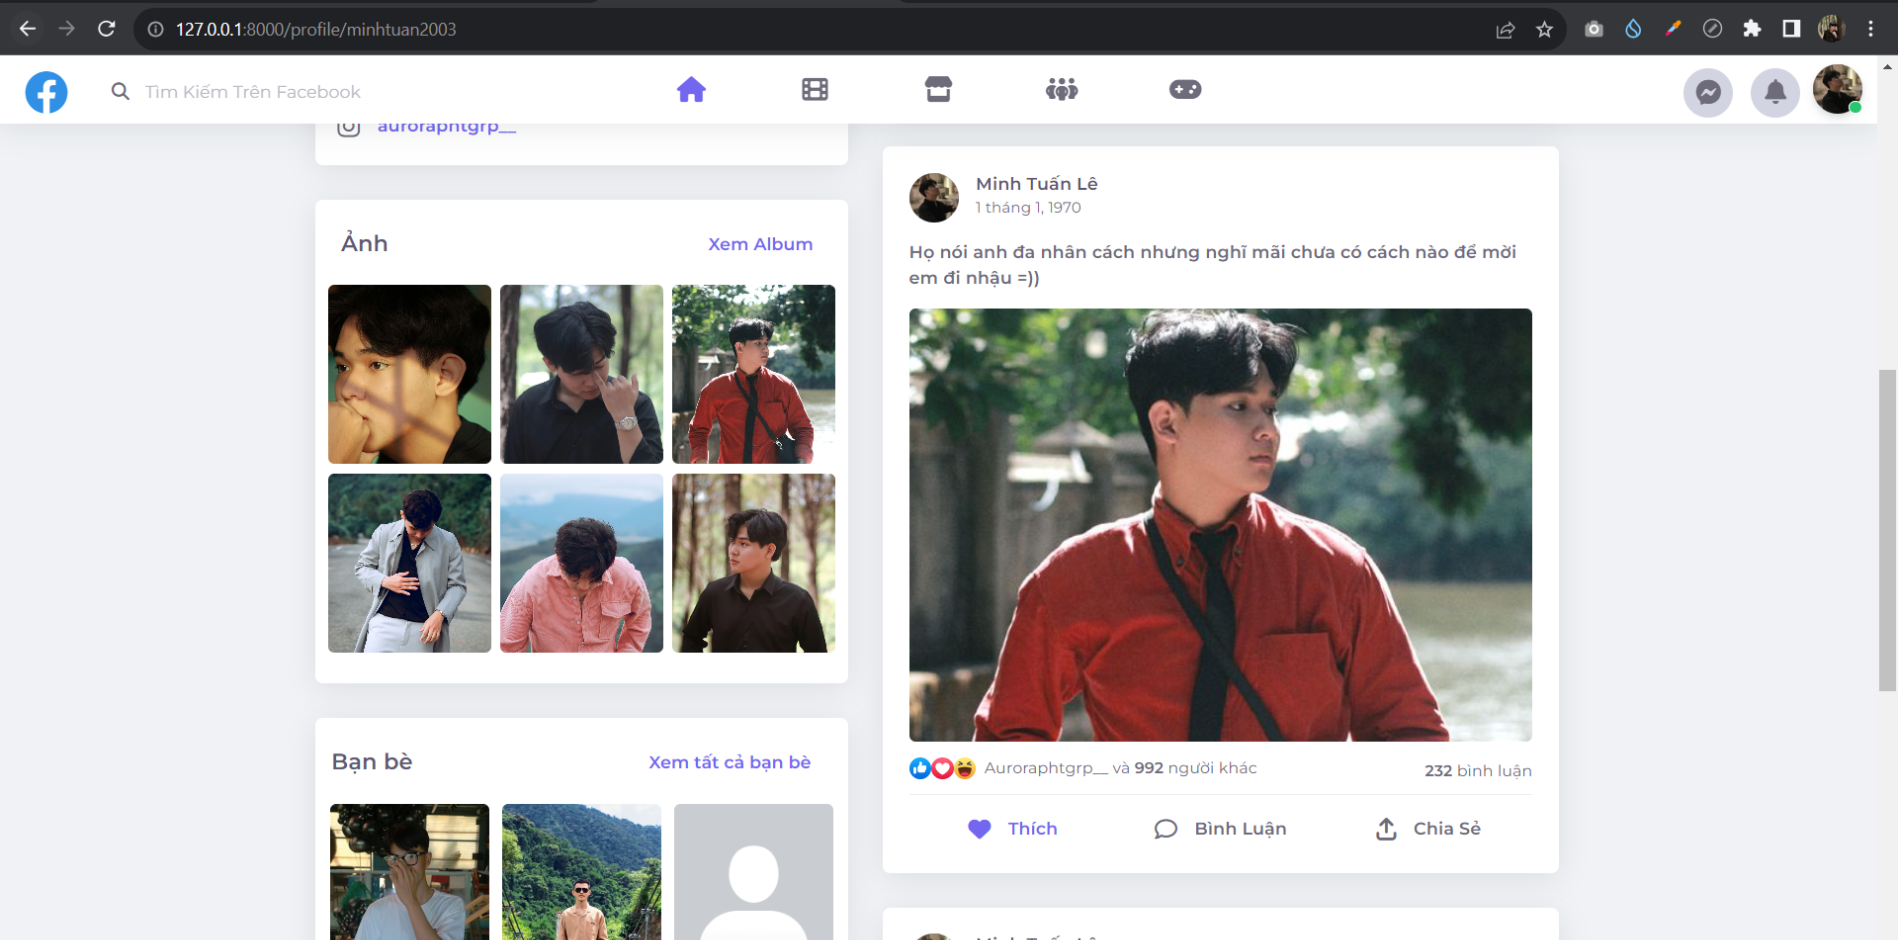 127.0.0.1:8000/profile/minhtuan2003
Tìm Kiếm Trên Facebook
auroraphtgrp__
Ảnh
Xem Album
Bạn bè
Xem tất cả bạn bè
Minh Tuấn Lê
1 tháng 1, 1970
Họ nói anh đa nhân cách nhưng nghĩ mãi chưa có cách nào để mời
em đi nhậu =))
Auroraphtgrp__ và 992 người khác
232 bình luận
Thích
Bình Luận
Chia Sẻ
Minh Tuấn Lê